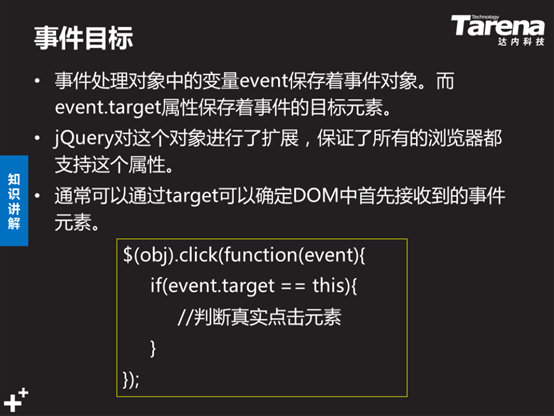 事件目标
Technology
Tarena
达内科技
• 事件处理对象中的变量event保存着事件对象。而
event.target属性保存着事件的目标元素。
• jQuery对这个对象进行了扩展，保证了所有的浏览器都
支持这个属性。
知识讲解
• 通常可以通过target可以确定DOM中首先接收到的事件
元素。
$(obj).click(function(event){
if(event.target == this){
//判断真实点击元素
}
});